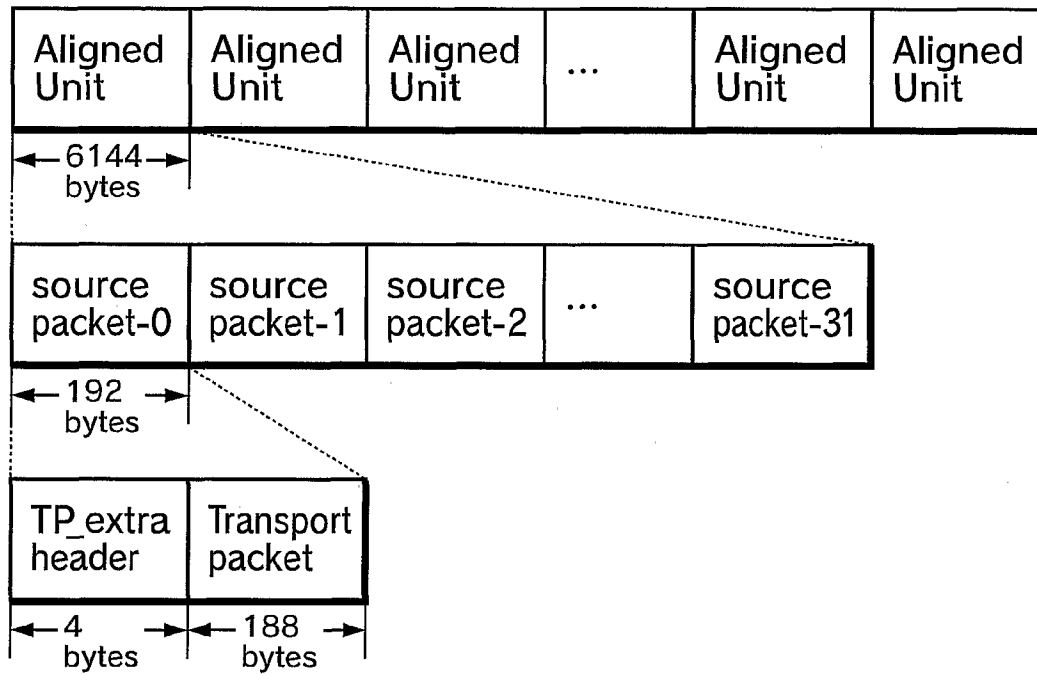 Aligned Unit
Aligned Unit
Aligned Unit
...
Aligned Unit
Aligned Unit
6144 bytes
source packet-0
source packet-1
source packet-2
...
source packet-31
192 bytes
TP_extra header
Transport packet
4 bytes
188 bytes